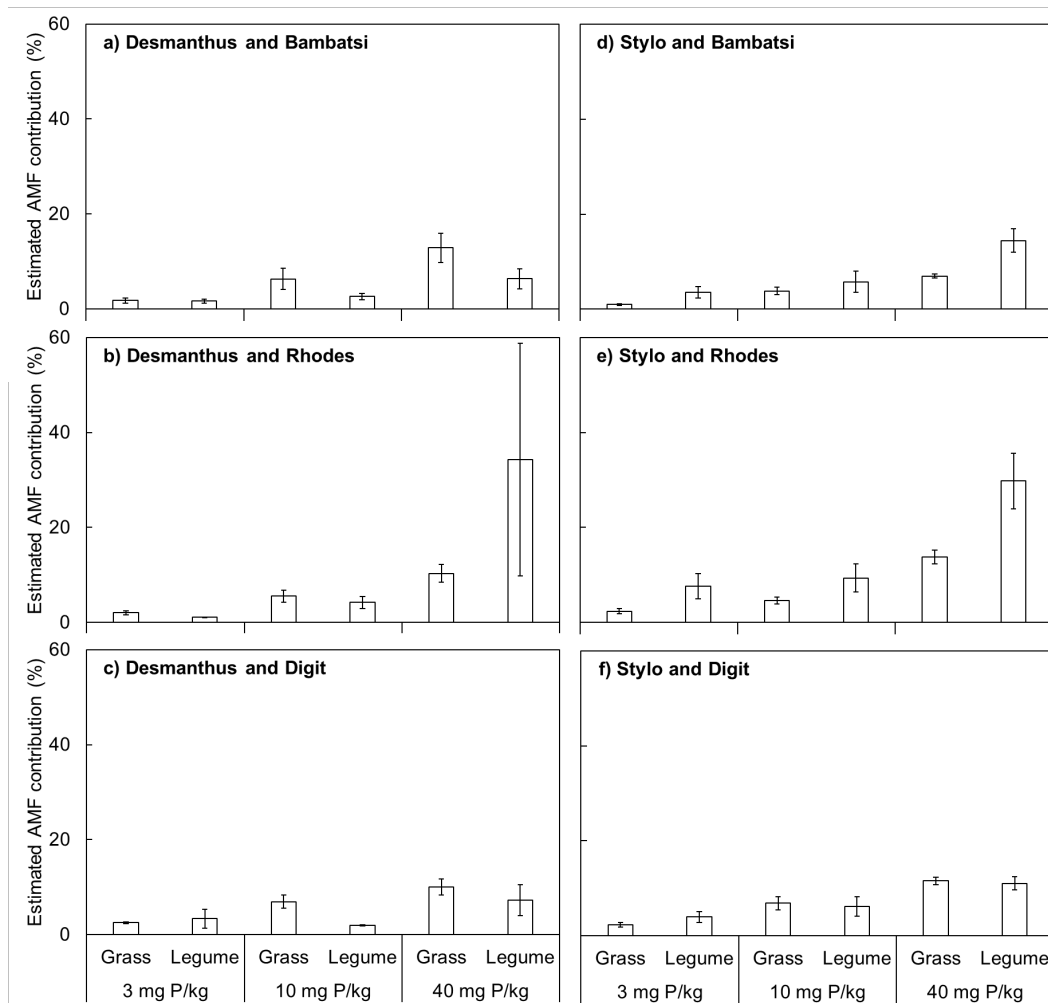 a) Desmanthus and Bambatsi
Estimated AMF contribution (%)
60
40
20
0
d) Stylo and Bambatsi
b) Desmanthus and Rhodes
Estimated AMF contribution (%)
60
40
20
0
e) Stylo and Rhodes
c) Desmanthus and Digit
Estimated AMF contribution (%)
60
40
20
0
f) Stylo and Digit
Grass Legume Grass Legume Grass Legume
3 mg P/kg 10 mg P/kg 40 mg P/kg
Grass Legume Grass Legume Grass Legume
3 mg P/kg 10 mg P/kg 40 mg P/kg